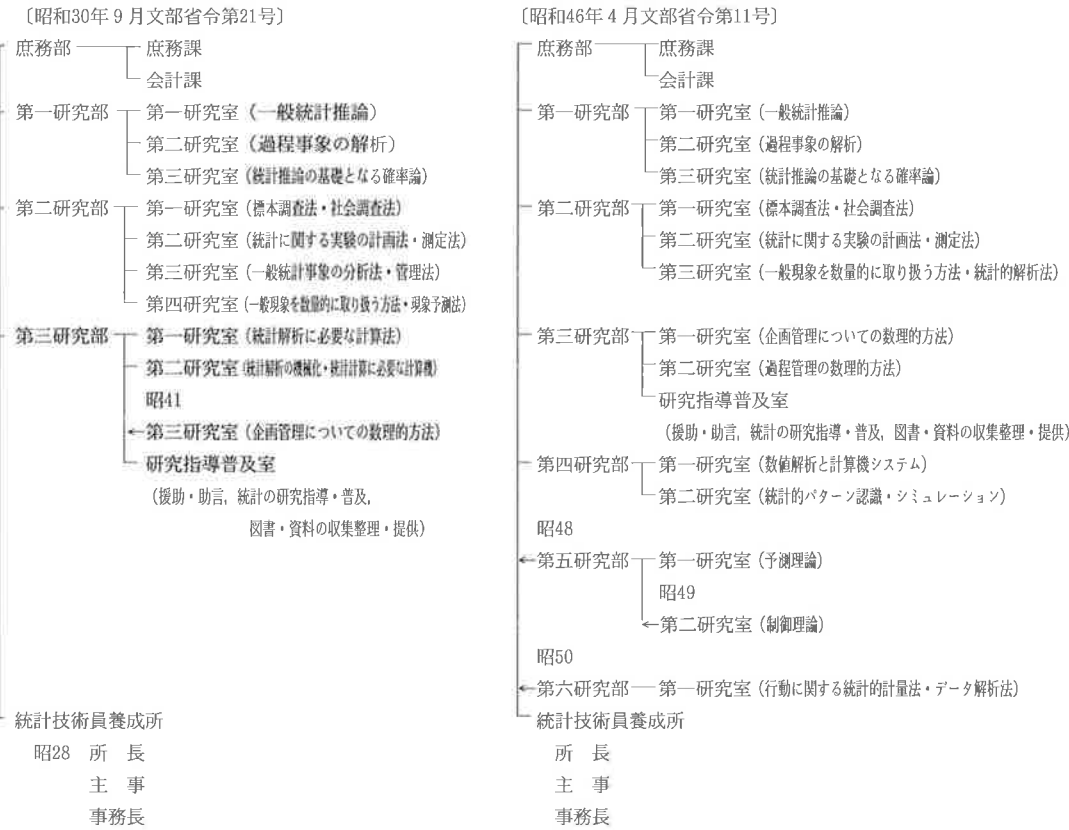 〔昭和30年9月文部省令第21号〕
庶務部 庶務課
会計課
第一研究部 第一研究室(一般統計推論)
第二研究室(過程事象の解析)
第三研究室(統計推論の基礎となる確率論)
第二研究部 第一研究室(標本調査法・社会調査法)
第二研究室(統計に関する実験の計画法・測定法)
第三研究室(一般統計事象の分析法・管理法)
第四研究室(一般現象を数量的に取り扱う方法・現象予測法)
第三研究部 第一研究室(統計解析に必要な計算法)
第二研究室(統計解析の機械化・統計計算に必要な計算機)
昭41
第三研究室(企画管理についての数理的方法)
研究指導普及室
(援助・助言,統計の研究指導・普及,
図書・資料の収集整理・提供)
統計技術員養成所
昭28 所 長
主 事
事務長
〔昭和46年4月文部省令第11号〕
庶務部 庶務課
会計課
第一研究部 第一研究室(一般統計推論)
第二研究室(過程事象の解析)
第三研究室(統計推論の基礎となる確率論)
第二研究部 第一研究室(標本調査法・社会調査法)
第二研究室(統計に関する実験の計画法・測定法)
第三研究室(一般現象を数量的に取り扱う方法・統計的解析法)
第三研究部 第一研究室(企画管理についての数理的方法)
第二研究室(過程管理の数理的方法)
研究指導普及室
(援助・助言,統計の研究指導・普及,図書・資料の収集整理・提供)
第四研究部 第一研究室(数値解析と計算機システム)
第二研究室(統計的パターン認識・シミュレーション)
昭48
第五研究部 第一研究室(予測理論)
昭49
第二研究室(制御理論)
昭50
第六研究部 第一研究室(行動に関する統計的計量法・データ解析法)
統計技術員養成所
所 長
主 事
事務長